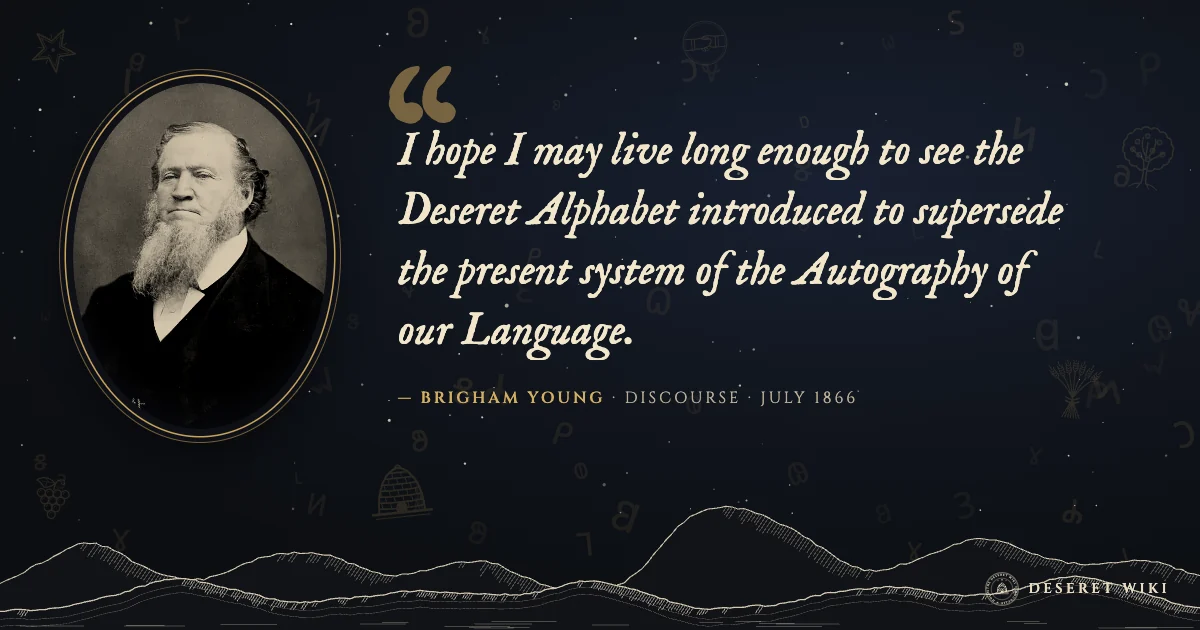 “
I hope I may live long enough to see the
Deseret Alphabet introduced to supersede
the present system of the Autography of
our Language.
— BRIGHAM YOUNG · DISCOURSE · JULY 1866
DESERET WIKI